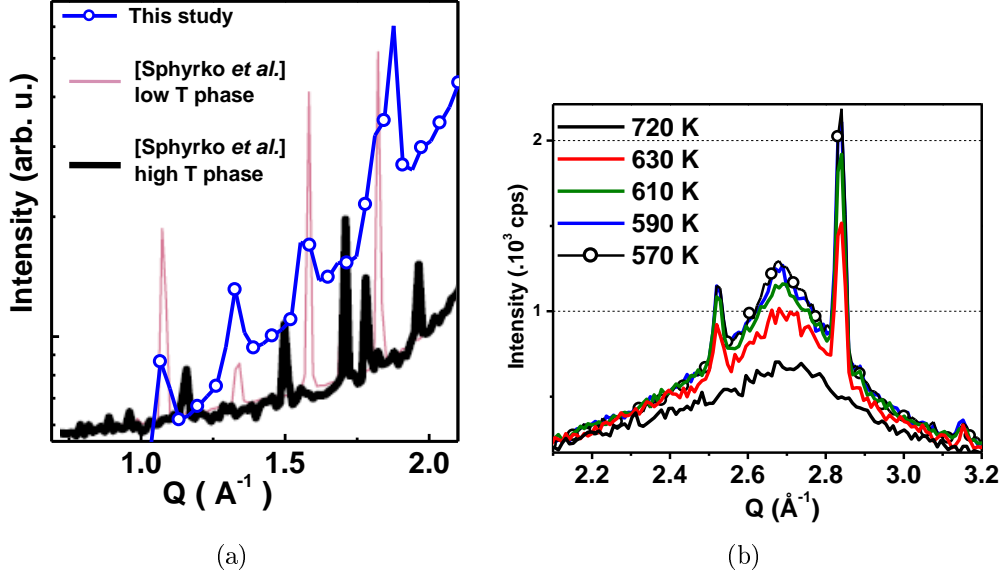 This study
[Sphyrko et al.]
low T phase
[Sphyrko et al.]
high T phase
Intensity (arb. u.)
1.0
1.5
2.0
Q ( A⁻¹)
(a)
720 K
630 K
610 K
590 K
570 K
Intensity (.10³ cps)
2
1
2.2
2.4
2.6
2.8
3.0
3.2
Q (Å⁻¹)
(b)